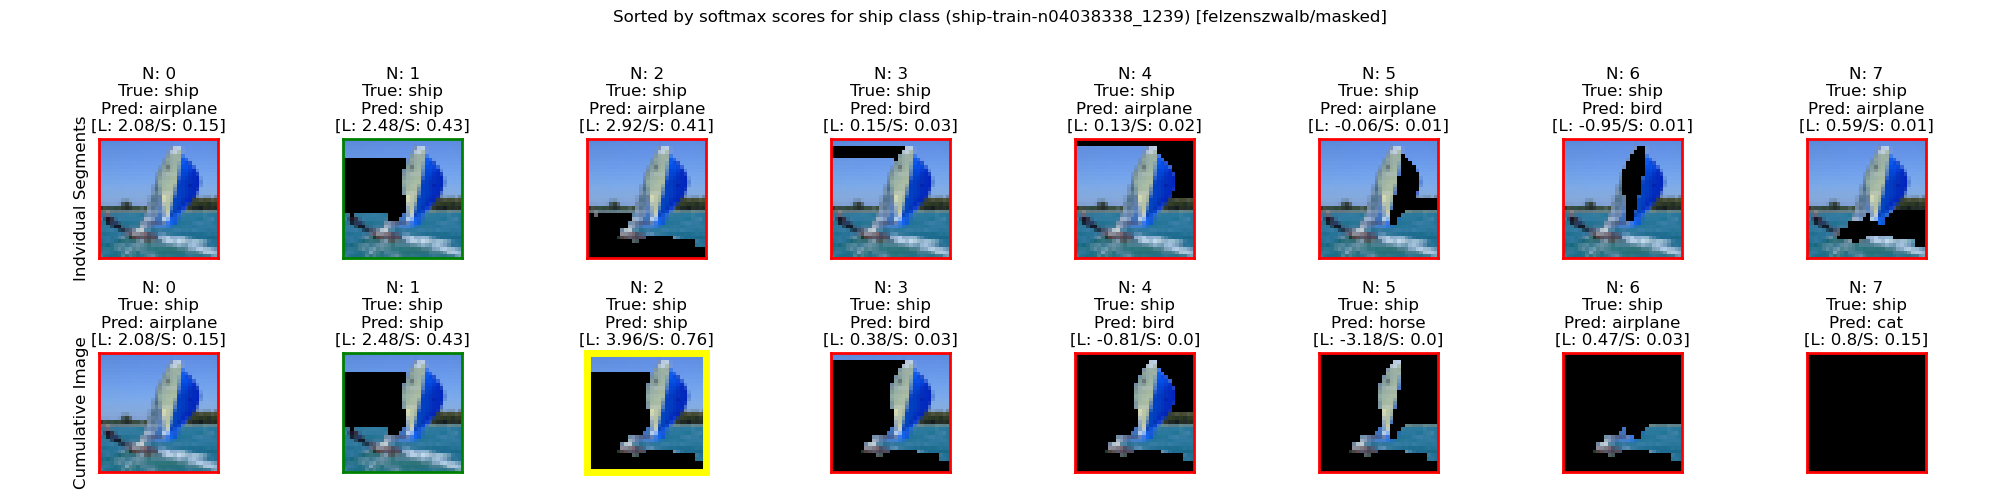 Sorted by softmax scores for ship class (ship-train-n04038338_1239) [felzenszwalb/masked]
Indvidual Segments
N: 0
True: ship
Pred: airplane
[L: 2.08/S: 0.15]
N: 1
True: ship
Pred: ship
[L: 2.48/S: 0.43]
N: 2
True: ship
Pred: airplane
[L: 2.92/S: 0.41]
N: 3
True: ship
Pred: bird
[L: 0.15/S: 0.03]
N: 4
True: ship
Pred: airplane
[L: 0.13/S: 0.02]
N: 5
True: ship
Pred: airplane
[L: -0.06/S: 0.01]
N: 6
True: ship
Pred: bird
[L: -0.95/S: 0.01]
N: 7
True: ship
Pred: airplane
[L: 0.59/S: 0.01]
Cumulative Image
N: 0
True: ship
Pred: airplane
[L: 2.08/S: 0.15]
N: 1
True: ship
Pred: ship
[L: 2.48/S: 0.43]
N: 2
True: ship
Pred: ship
[L: 3.96/S: 0.76]
N: 3
True: ship
Pred: bird
[L: 0.38/S: 0.03]
N: 4
True: ship
Pred: bird
[L: -0.81/S: 0.0]
N: 5
True: ship
Pred: horse
[L: -3.18/S: 0.0]
N: 6
True: ship
Pred: airplane
[L: 0.47/S: 0.03]
N: 7
True: ship
Pred: cat
[L: 0.8/S: 0.15]